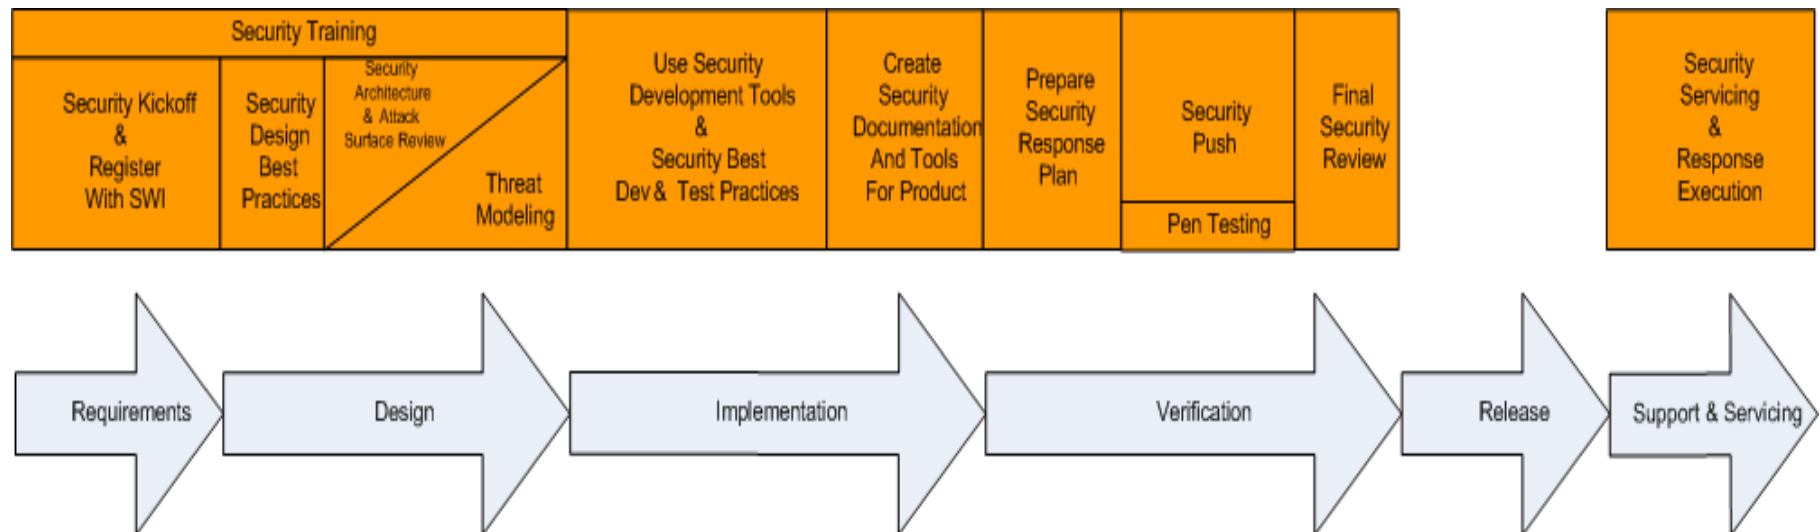 Security Training
Security Kickoff
&
Register
With SWI
Security
Design
Best
Practices
Security
Architecture
& Attack
Surface Review
Threat
Modeling
Use Security
Development Tools
&
Security Best
Dev & Test Practices
Create
Security
Documentation
And Tools
For Product
Prepare
Security
Response
Plan
Security
Push
Pen Testing
Final
Security
Review
Security
Servicing
&
Response
Execution
Requirements
Design
Implementation
Verification
Release
Support & Servicing